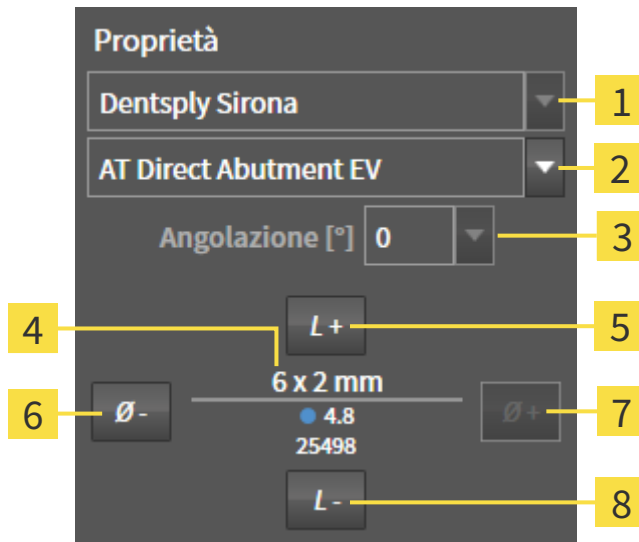 Proprietà
Dentsply Sirona 1
AT Direct Abutment EV 2
Angolazione [°] 0 3
4 L+ 5
6 x 2 mm
6 Ø- 4.8 Ø+ 7
25498
L- 8